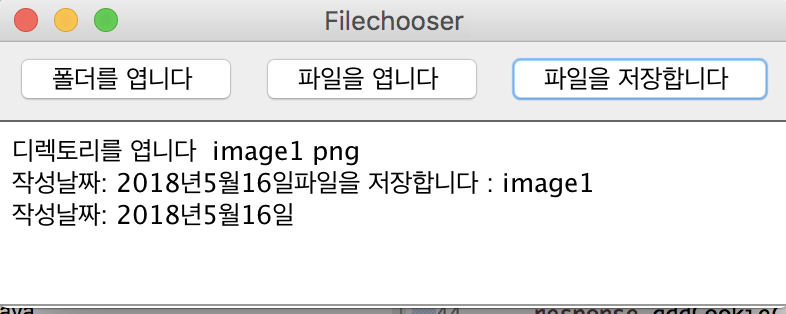 Filechooser
폴더를 엽니다 파일을 엽니다 파일을 저장합니다
디렉토리를 엽니다 image1 png
작성날짜: 2018년5월16일파일을 저장합니다 : image1
작성날짜: 2018년5월16일